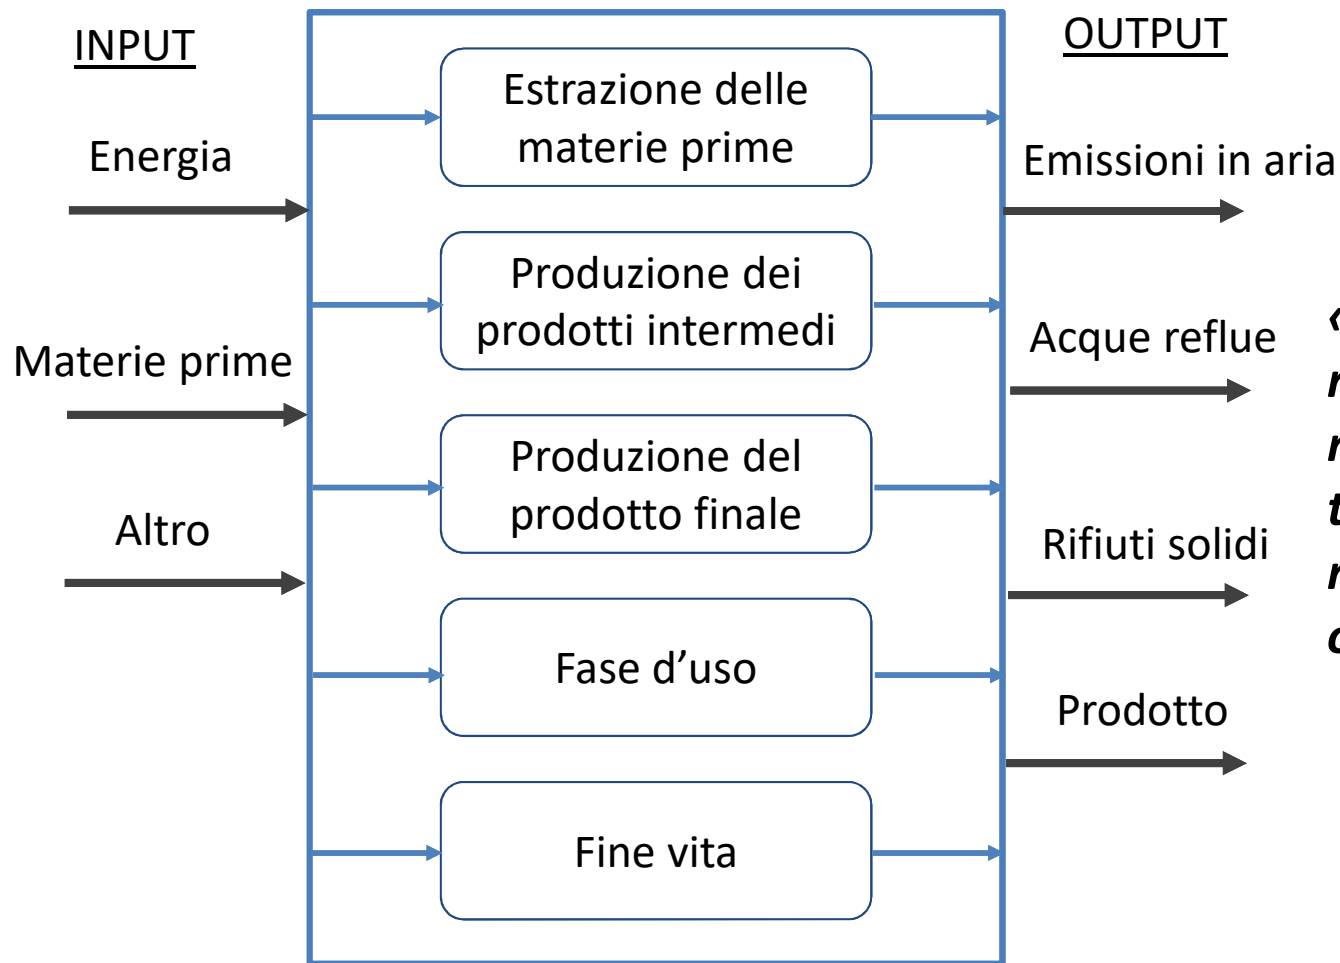 INPUT
Energia
Materie prime
Altro
Estrazione delle
materie prime
Produzione dei
prodotti intermedi
Produzione del
prodotto finale
Fase d’uso
Fine vita
OUTPUT
Emissioni in aria
Acque reflue
Rifiuti solidi
Prodotto
«